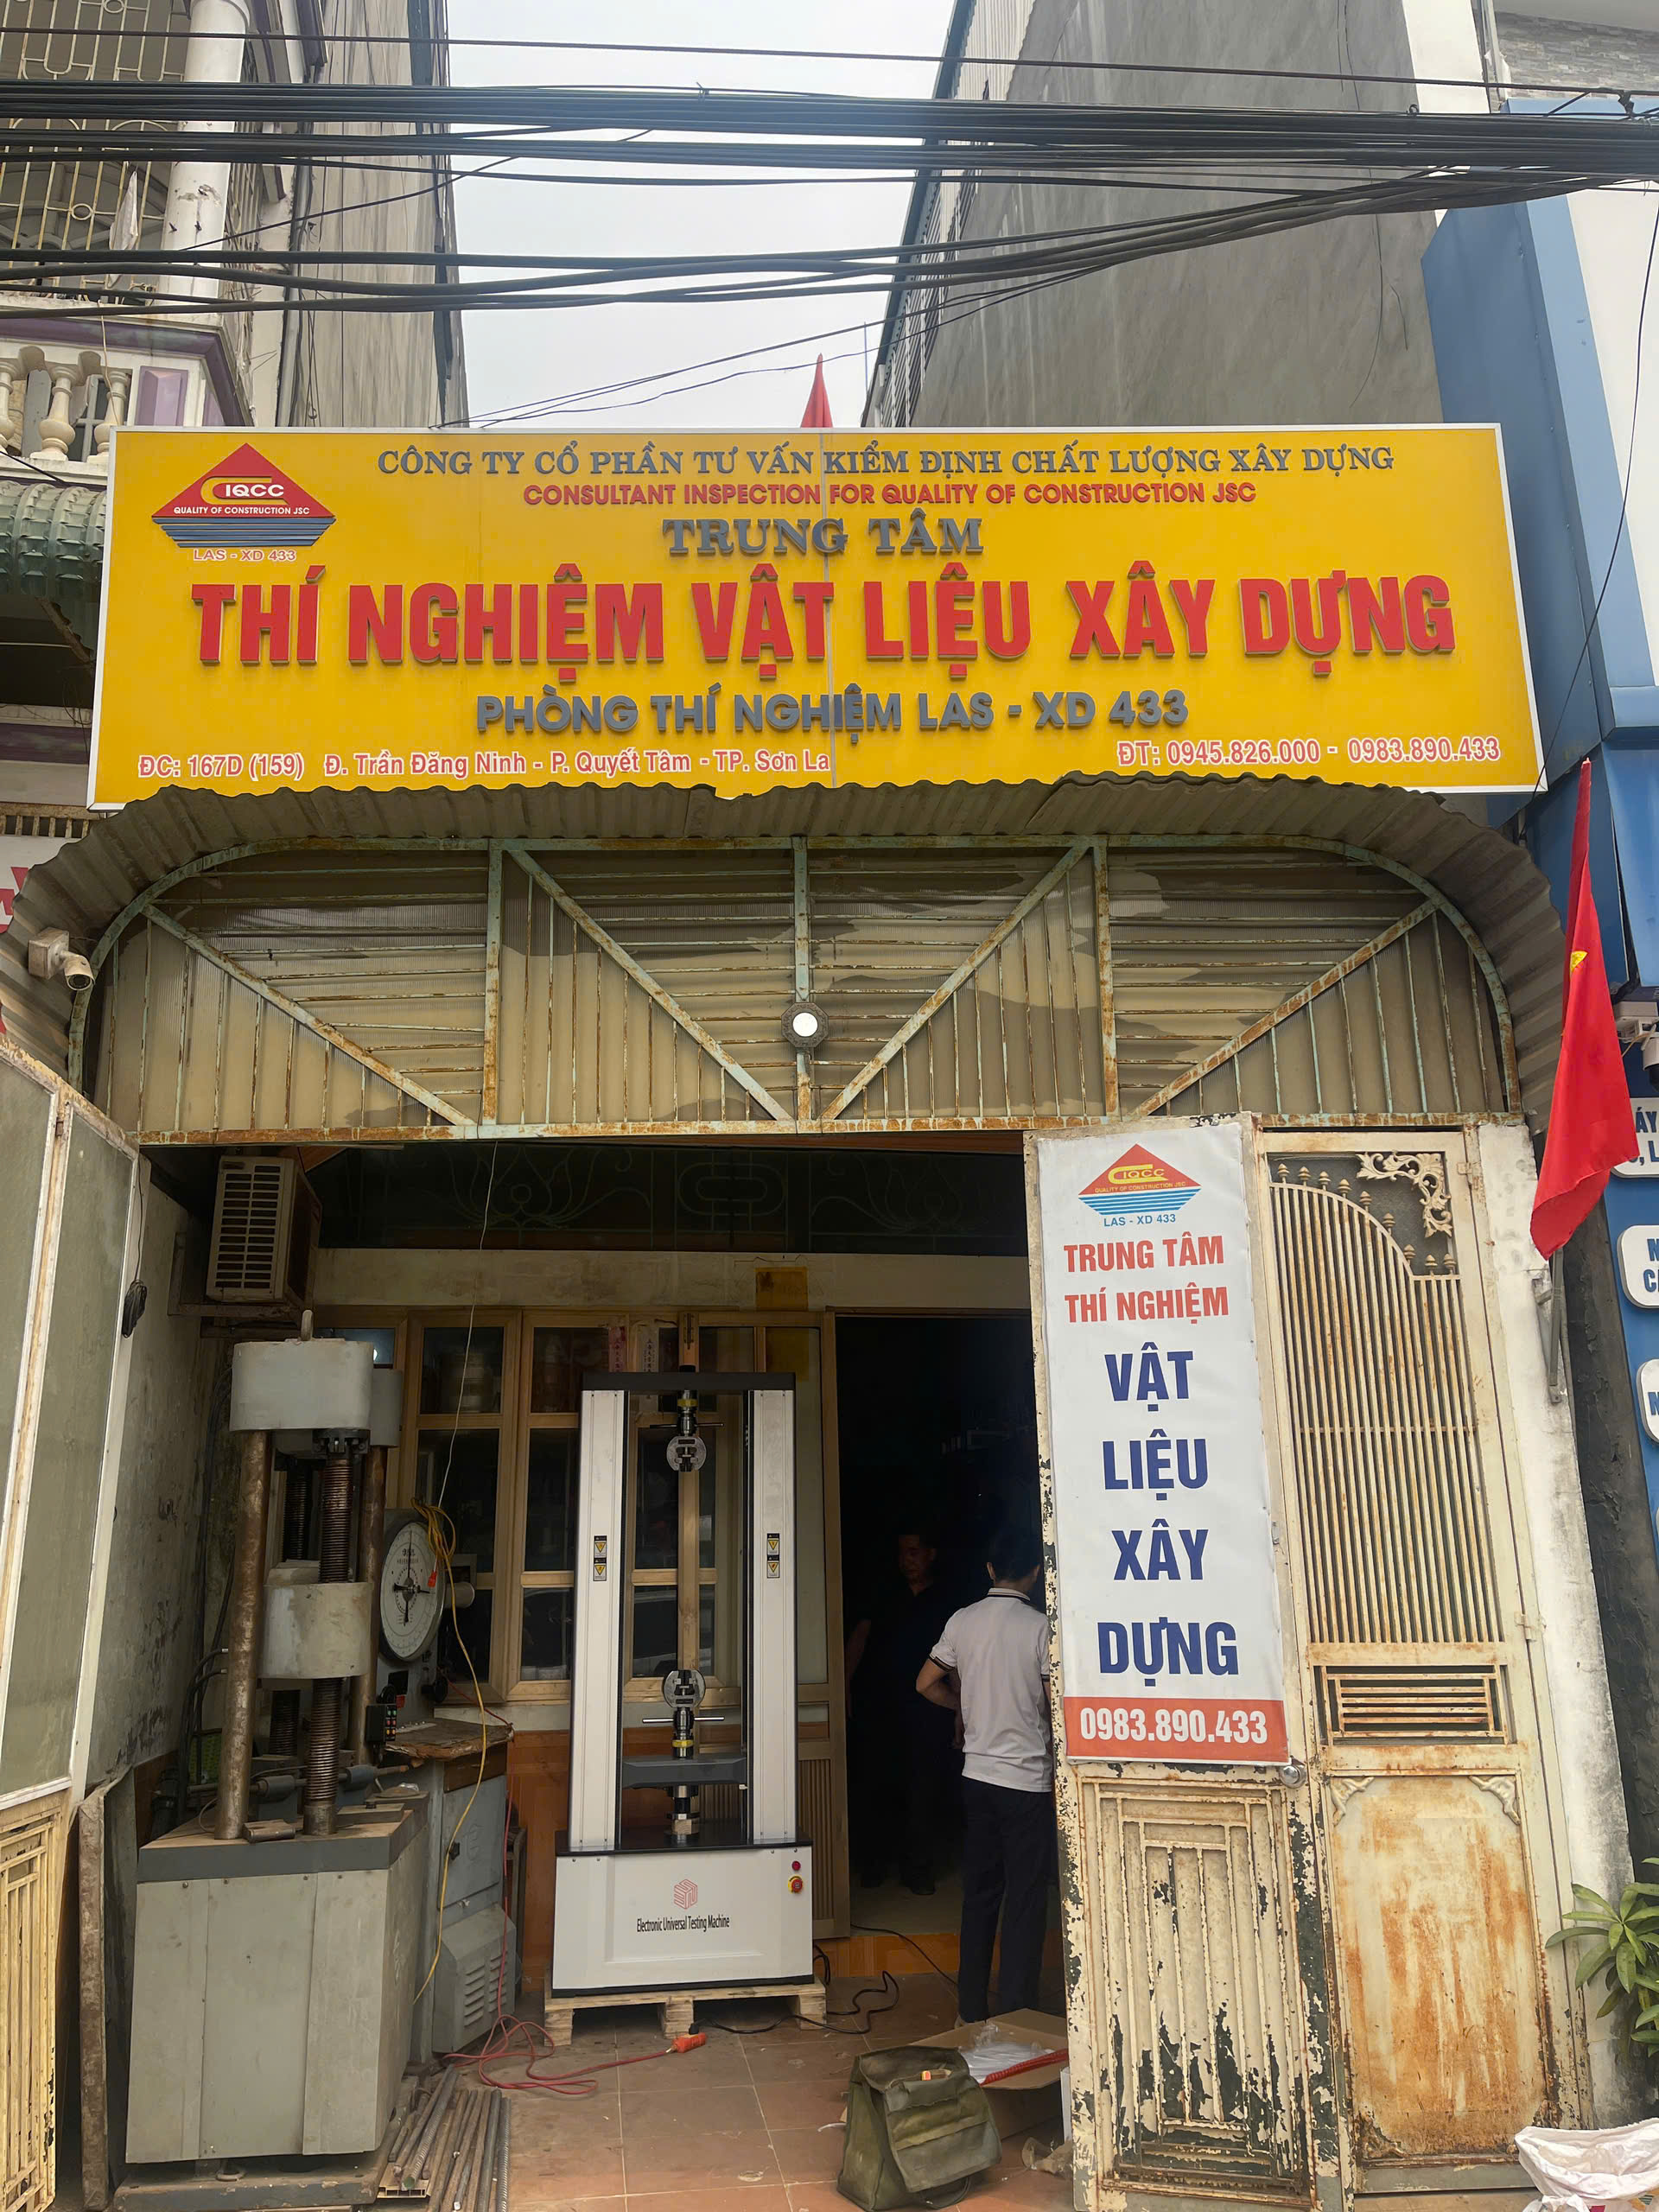 CÔNG TY CỔ PHẦN TƯ VẤN KIỂM ĐỊNH CHẤT LƯỢNG XÂY DỰNG
CONSULTANT INSPECTION FOR QUALITY OF CONSTRUCTION JSC
CIQCC
QUALITY OF CONSTRUCTION JSC
LAS - XD 433
TRUNG TÂM
THÍ NGHIỆM VẬT LIỆU XÂY DỰNG
PHÒNG THÍ NGHIỆM LAS - XD 433
ĐC: 167D (159) Đ. Trần Đăng Ninh - P. Quyết Tâm - TP. Sơn La
ĐT: 0945.826.000 - 0983.890.433
CIQCC
QUALITY OF CONSTRUCTION JSC
LAS - XD 433
TRUNG TÂM
THÍ NGHIỆM
VẬT
LIỆU
XÂY
DỰNG
0983.890.433
Electronic Universal Testing Machine